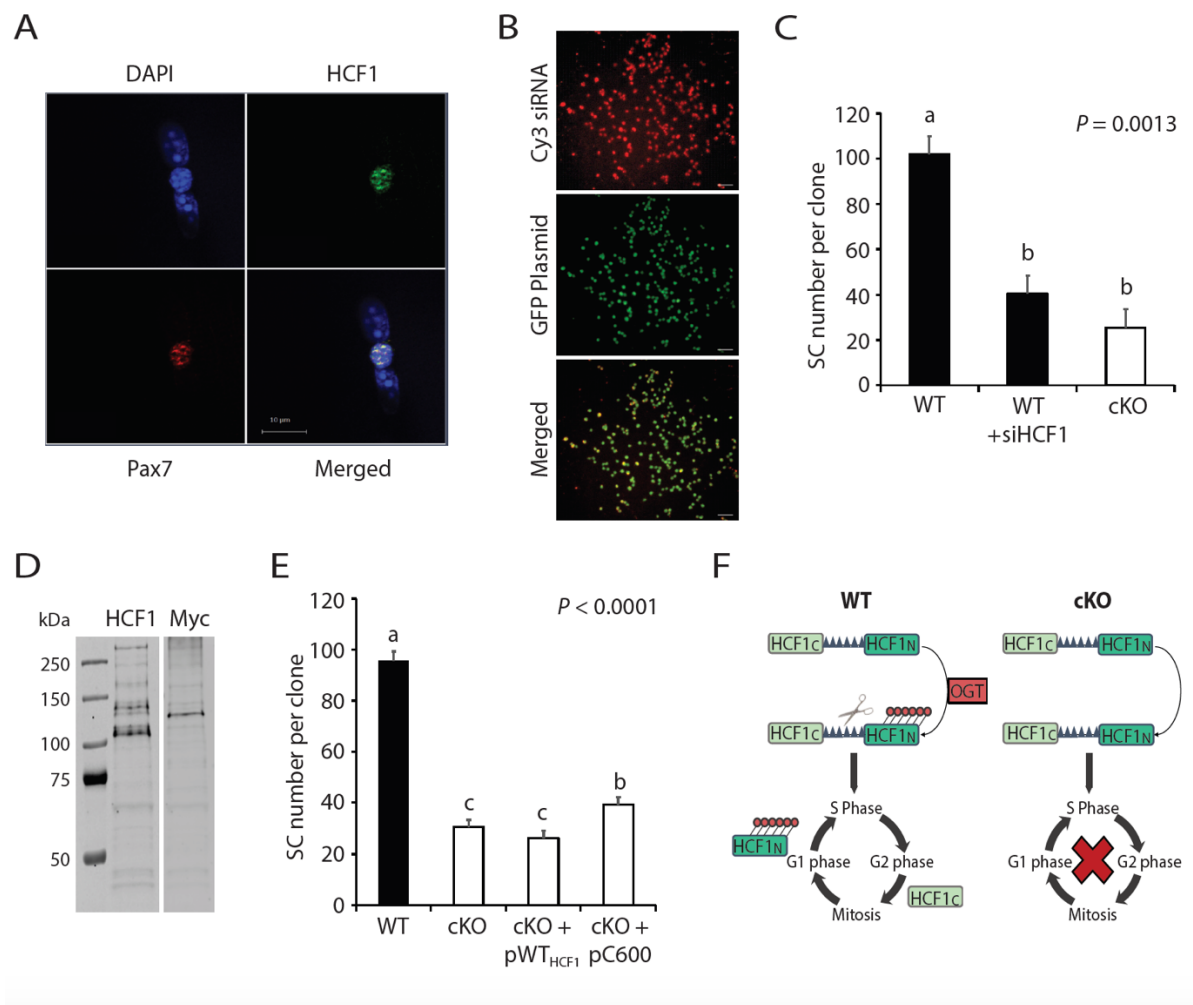 A
DAPI HCF1
10 μm
Pax7 Merged
B
Cy3 siRNA
GFP Plasmid
Merged
C
P = 0.0013
SC number per clone
120
100
80
60
40
20
0
a
b
b
WT WT cKO
+siHCF1
D
kDa HCF1 Myc
250
150
100
75
50
E
P < 0.0001
SC number per clone
120
100
80
60
40
20
0
a
c
c
b
WT cKO cKO + cKO +
pWTHCF1 pC600
F
WT cKO
HCF1C HCF1N HCF1C HCF1N
OGT
HCF1C HCF1N HCF1C HCF1N
S Phase S Phase
HCF1N G1 phase G2 phase G1 phase G2 phase
HCF1C
Mitosis Mitosis